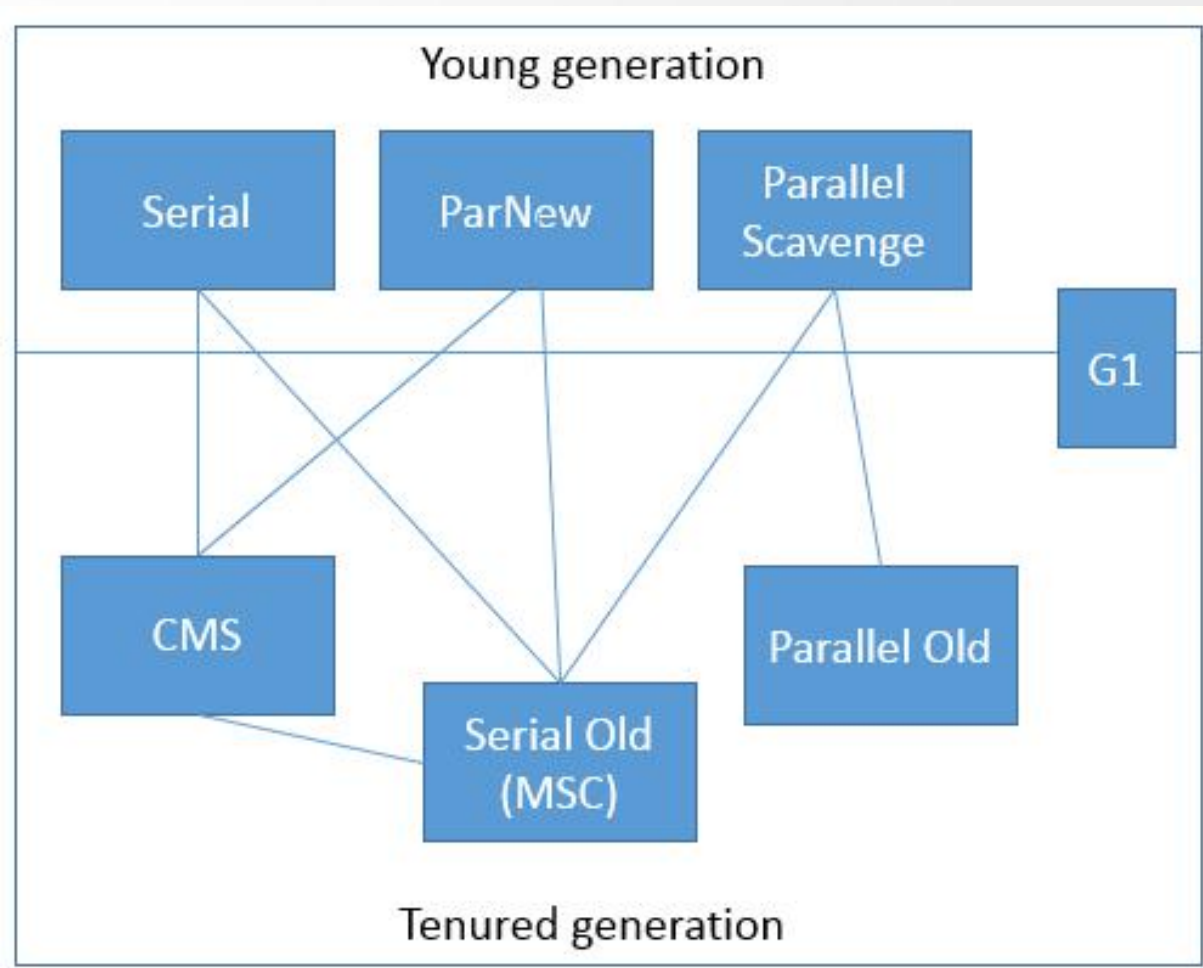 Young generation
Serial
ParNew
Parallel
Scavenge
G1
CMS
Parallel Old
Serial Old
(MSC)
Tenured generation